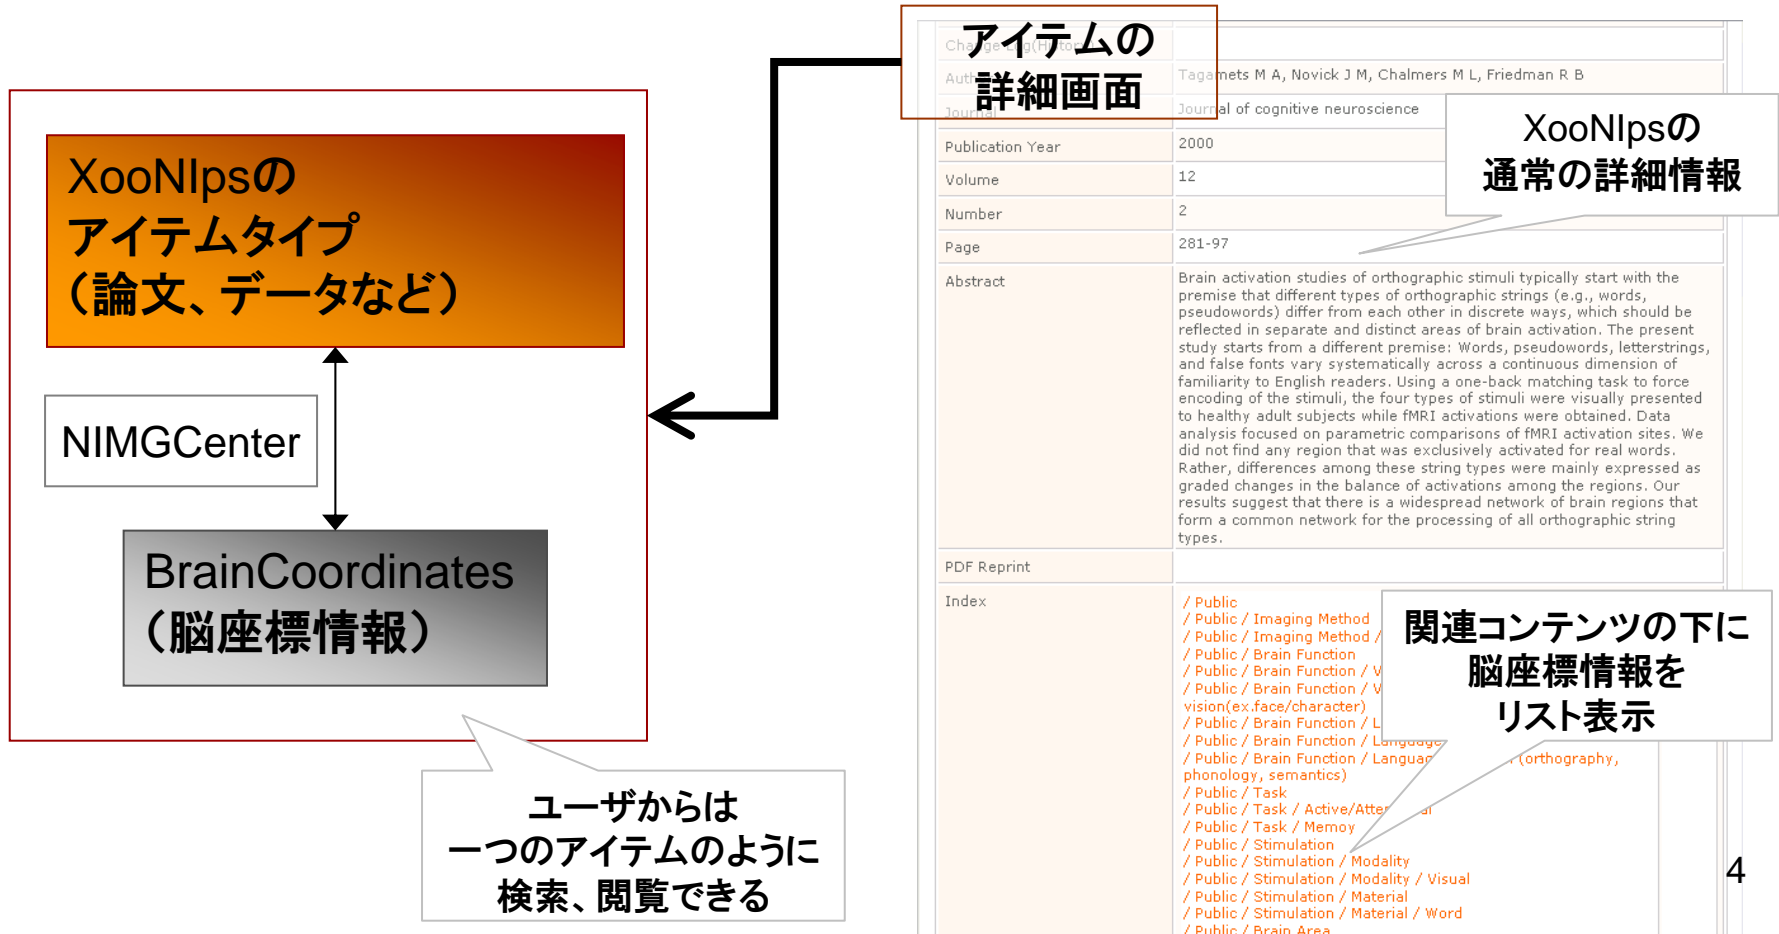 XooNIpsの
アイテムタイプ
（論文、データなど）
NIMGCenter
BrainCoordinates
（脳座標情報）
ユーザからは
一つのアイテムのように
検索、閲覧できる
アイテムの
詳細画面
Change Log(History)
Tagamets M A, Novick J M, Chalmers M L, Friedman R B
Journal
Journal of cognitive neuroscience
XooNIpsの
通常の詳細情報
Publication Year
2000
Volume
12
Number
2
Page
281-97
Abstract
Brain activation studies of orthographic stimuli typically start with the
premise that different types of orthographic strings (e.g., words,
pseudowords) differ from each other in discrete ways, which should be
reflected in separate and distinct areas of brain activation. The present
study starts from a different premise: Words, pseudowords, letterstrings,
and false fonts vary systematically across a continuous dimension of
familiarity to English readers. Using a one-back matching task to force
encoding of the stimuli, the four types of stimuli were visually presented
to healthy adult subjects while fMRI activations were obtained. Data
analysis focused on parametric comparisons of fMRI activation sites. We
did not find any region that was exclusively activated for real words.
Rather, differences among these string types were mainly expressed as
graded changes in the balance of activations among the regions. Our
results suggest that there is a widespread network of brain regions that
form a common network for the processing of all orthographic string
types.
PDF Reprint
Index
/ Public
/ Public / Imaging Method
/ Public / Imaging Method /
/ Public / Brain Function
/ Public / Brain Function / V
/ Public / Brain Function / V
vision(ex.face/character)
/ Public / Brain Function / L
/ Public / Brain Function / Language
/ Public / Brain Function / Language (orthography,
phonology, semantics)
/ Public / Task
/ Public / Task / Active/
/ Public / Task / Memoy
/ Public / Stimulation
/ Public / Stimulation / Modality
/ Public / Stimulation / Modality / Visual
/ Public / Stimulation / Material
/ Public / Stimulation / Material / Word
/ Public / Brain Area
関連コンテンツの下に
脳座標情報を
リスト表示
4